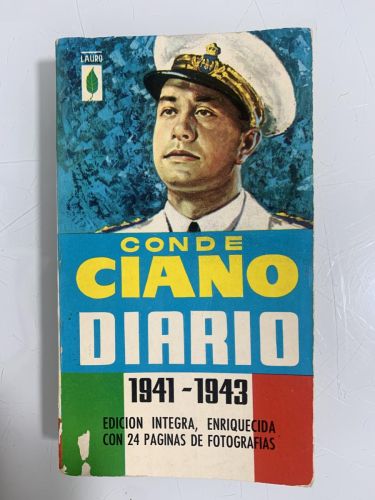 LAURO
CONDE
CIANO
DIARIO
1941-1943
EDICION INTEGRA, ENRIQUECIDA
CON 24 PAGINAS DE FOTOGRAFIAS